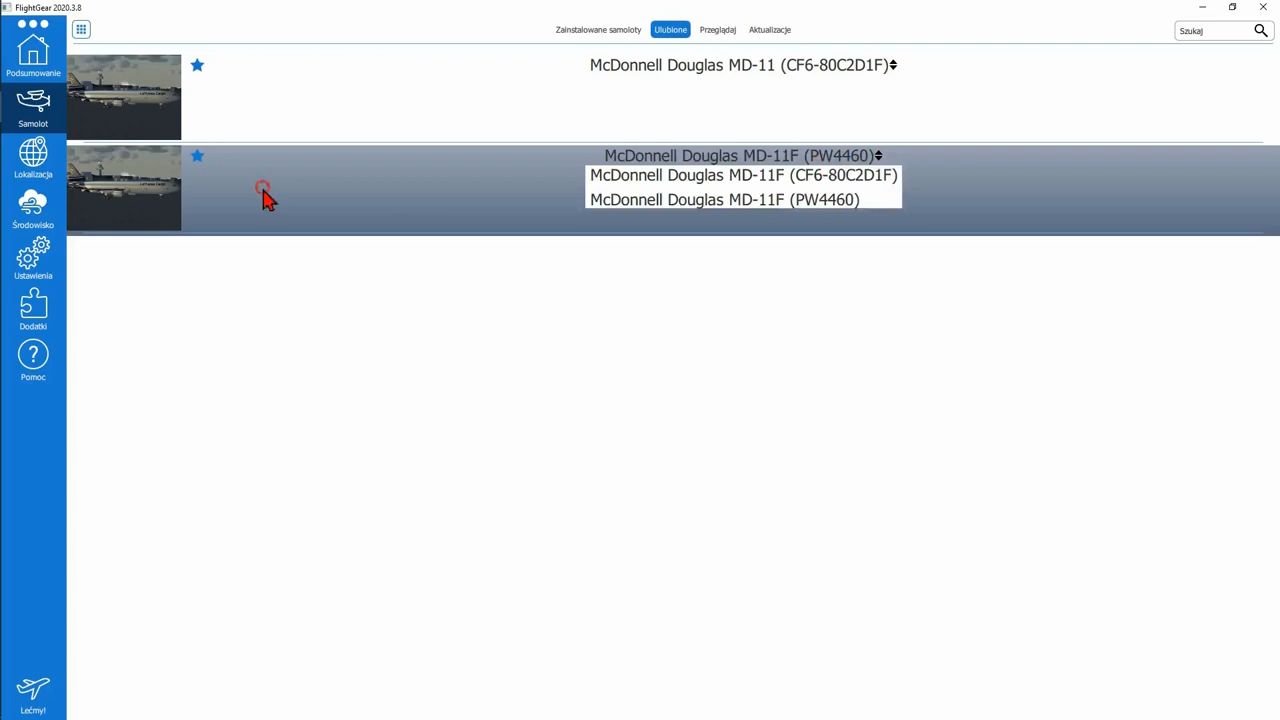 FlightGear 2020.3.8
Zainstalowane samoloty
Ulubione
Przeglądaj
Aktualizacje
Szukaj
Podsumowanie
Samolot
Lokalizacja
Środowisko
Ustawienia
Dodatki
? 
Pomoc
Lećmy!
McDonnell Douglas MD-11 (CF6-80C2D1F)
McDonnell Douglas MD-11F (PW4460)
McDonnell Douglas MD-11F (CF6-80C2D1F)
McDonnell Douglas MD-11F (PW4460)